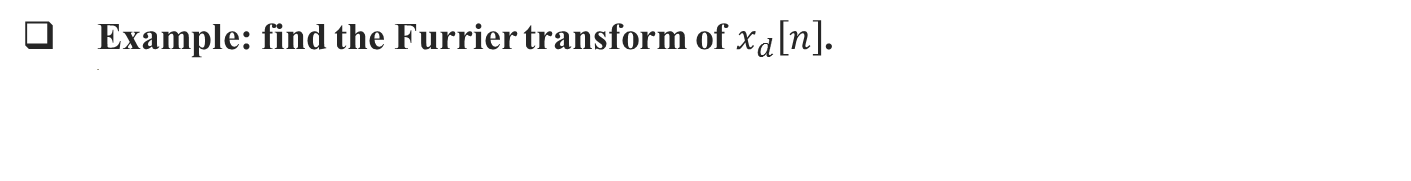 ❑ Example: find the Furrier transform of $x_d[n]$.